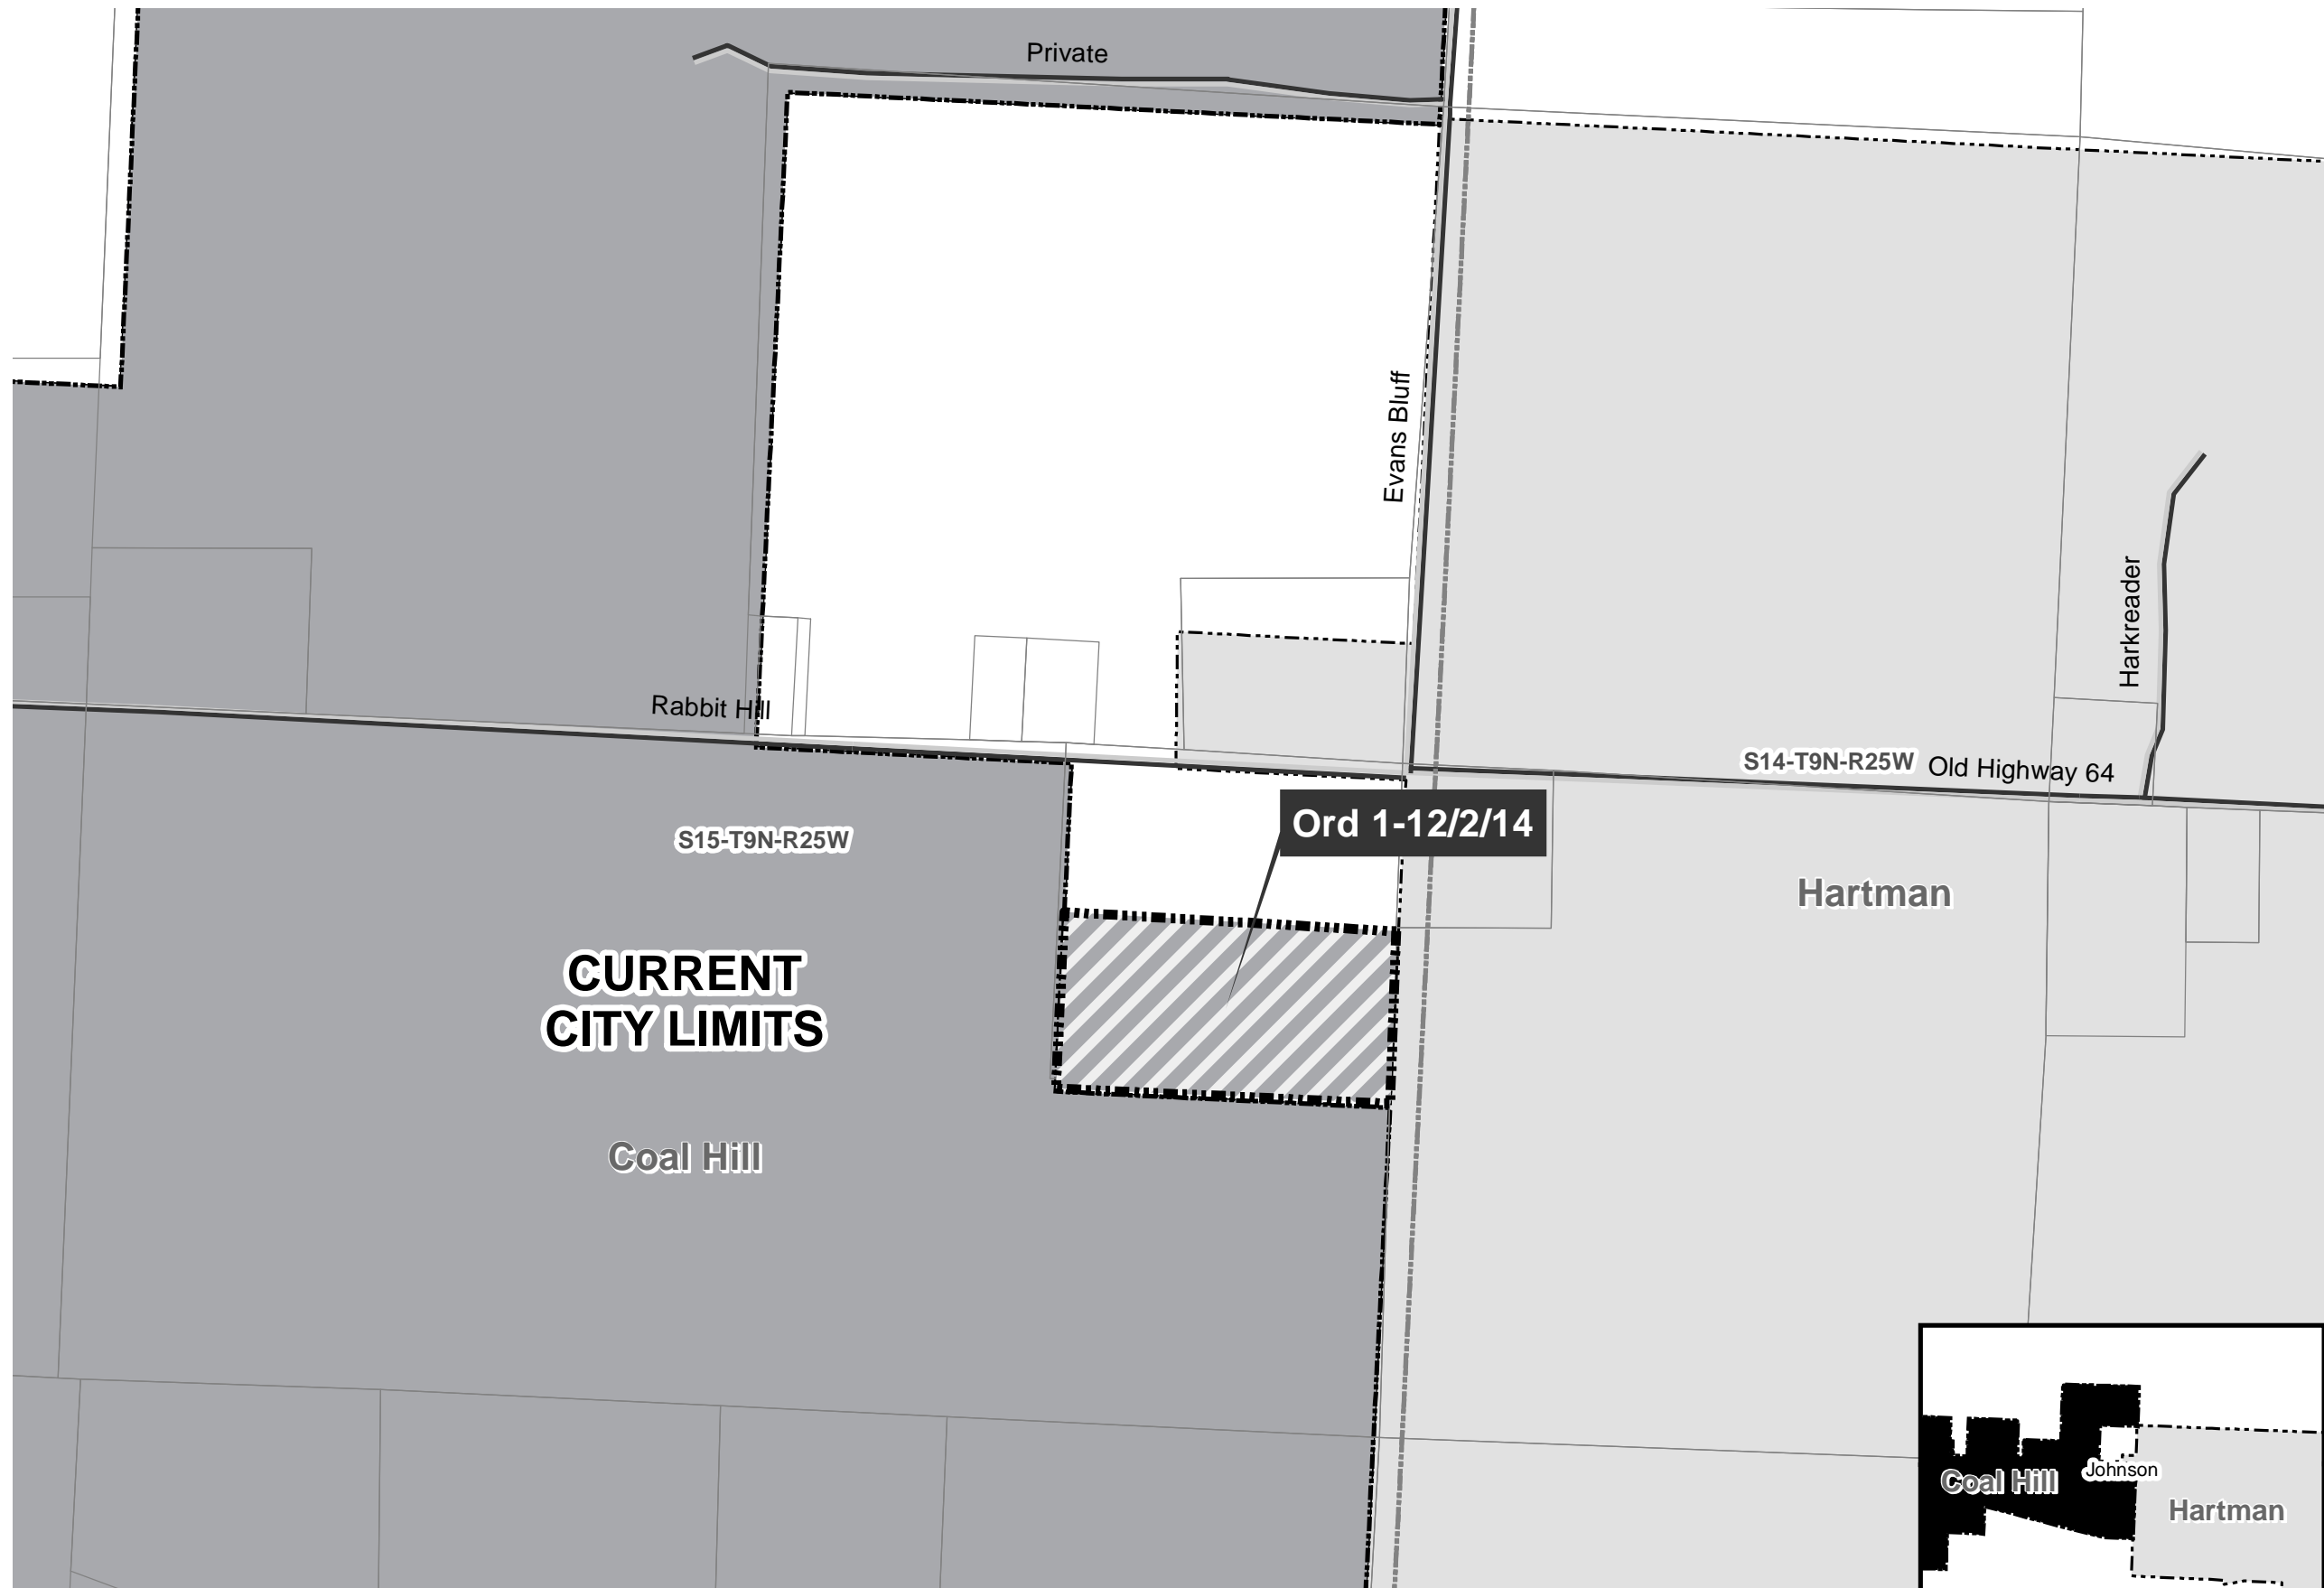 Private
Evans Bluff
Harkreader
Rabbit Hill
S14-T9N-R25W
Old Highway 64
Ord 1-12/2/14
S15-T9N-R25W
Hartman
CURRENT
CITY LIMITS
Coal Hill
Johnson
Coal Hill
Hartman